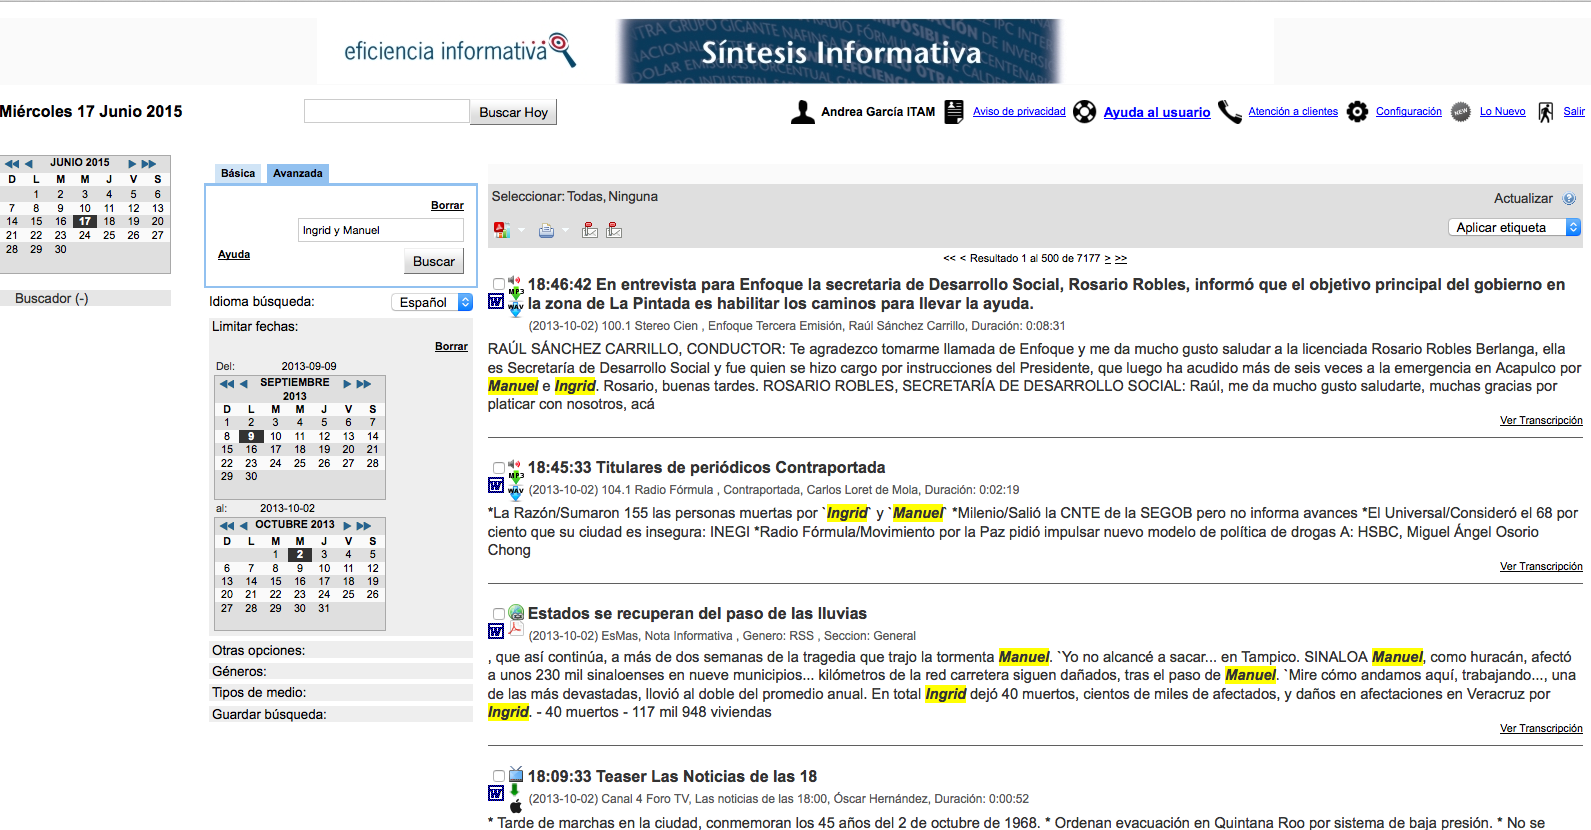 eficiencia informativa
Síntesis Informativa
Miércoles 17 Junio 2015
Buscar Hoy
Andrea García ITAM
Aviso de privacidad
Ayuda al usuario
Atención a clientes
Configuración
NEW
Lo Nuevo
Salir
JUNIO 2015
D L M M J V S
1 2 3 4 5 6
7 8 9 10 11 12 13
14 15 16 17 18 19 20
21 22 23 24 25 26 27
28 29 30
Buscador (-)
Básica
Avanzada
Borrar
Ingrid y Manuel
Ayuda
Buscar
Idioma búsqueda:
Español
Limitar fechas:
Borrar
Del: 2013-09-09
SEPTIEMBRE
2013
D L M M J V S
1 2 3 4 5 6 7
8 9 10 11 12 13 14
15 16 17 18 19 20 21
22 23 24 25 26 27 28
29 30
al: 2013-10-02
OCTUBRE 2013
D L M M J V S
1 2 3 4 5
6 7 8 9 10 11 12
13 14 15 16 17 18 19
20 21 22 23 24 25 26
27 28 29 30 31
Otras opciones:
Géneros:
Tipos de medio:
Guardar búsqueda:
Seleccionar: Todas, Ninguna
Actualizar
Aplicar etiqueta
<< < Resultado 1 al 500 de 7177 > >>
18:46:42 En entrevista para Enfoque la secretaria de Desarrollo Social, Rosario Robles, informó que el objetivo principal del gobierno en
la zona de La Pintada es habilitar los caminos para llevar la ayuda.
(2013-10-02) 100.1 Stereo Cien , Enfoque Tercera Emisión, Raúl Sánchez Carrillo, Duración: 0:08:31
RAÚL SÁNCHEZ CARRILLO, CONDUCTOR: Te agradezco tomarme llamada de Enfoque y me da mucho gusto saludar a la licenciada Rosario Robles Berlanga, ella
es Secretaría de Desarrollo Social y fue quien se hizo cargo por instrucciones del Presidente, que luego ha acudido más de seis veces a la emergencia en Acapulco por
Manuel e Ingrid. Rosario, buenas tardes. ROSARIO ROBLES, SECRETARÍA DE DESARROLLO SOCIAL: Raúl, me da mucho gusto saludarte, muchas gracias por
platicar con nosotros, acá
Ver Transcripción
18:45:33 Titulares de periódicos Contraportada
(2013-10-02) 104.1 Radio Fórmula , Contraportada, Carlos Loret de Mola, Duración: 0:02:19
*La Razón/Sumaron 155 las personas muertas por `Ingrid` y `Manuel` *Milenio/Salió la CNTE de la SEGOB pero no informa avances *El Universal/Consideró el 68 por
ciento que su ciudad es insegura: INEGI *Radio Fórmula/Movimiento por la Paz pidió impulsar nuevo modelo de política de drogas A: HSBC, Miguel Ángel Osorio
Chong
Ver Transcripción
Estados se recuperan del paso de las lluvias
(2013-10-02) EsMas, Nota Informativa , Genero: RSS , Seccion: General
, que así continúa, a más de dos semanas de la tragedia que trajo la tormenta Manuel. `Yo no alcancé a sacar... en Tampico. SINALOA Manuel, como huracán, afectó
a unos 230 mil sinaloenses en nueve municipios... kilómetros de la red carretera siguen dañados, tras el paso de Manuel. `Mire cómo andamos aquí, trabajando..., una
de las más devastadas, llovió al doble del promedio anual. En total Ingrid dejó 40 muertos, cientos de miles de afectados, y daños en afectaciones en Veracruz por
Ingrid. - 40 muertos - 117 mil 948 viviendas
Ver Transcripción
18:09:33 Teaser Las Noticias de las 18
(2013-10-02) Canal 4 Foro TV, Las noticias de las 18:00, Óscar Hernández, Duración: 0:00:52
* Tarde de marchas en la ciudad, conmemoran los 45 años del 2 de octubre de 1968. * Ordenan evacuación en Quintana Roo por sistema de baja presión. * No se